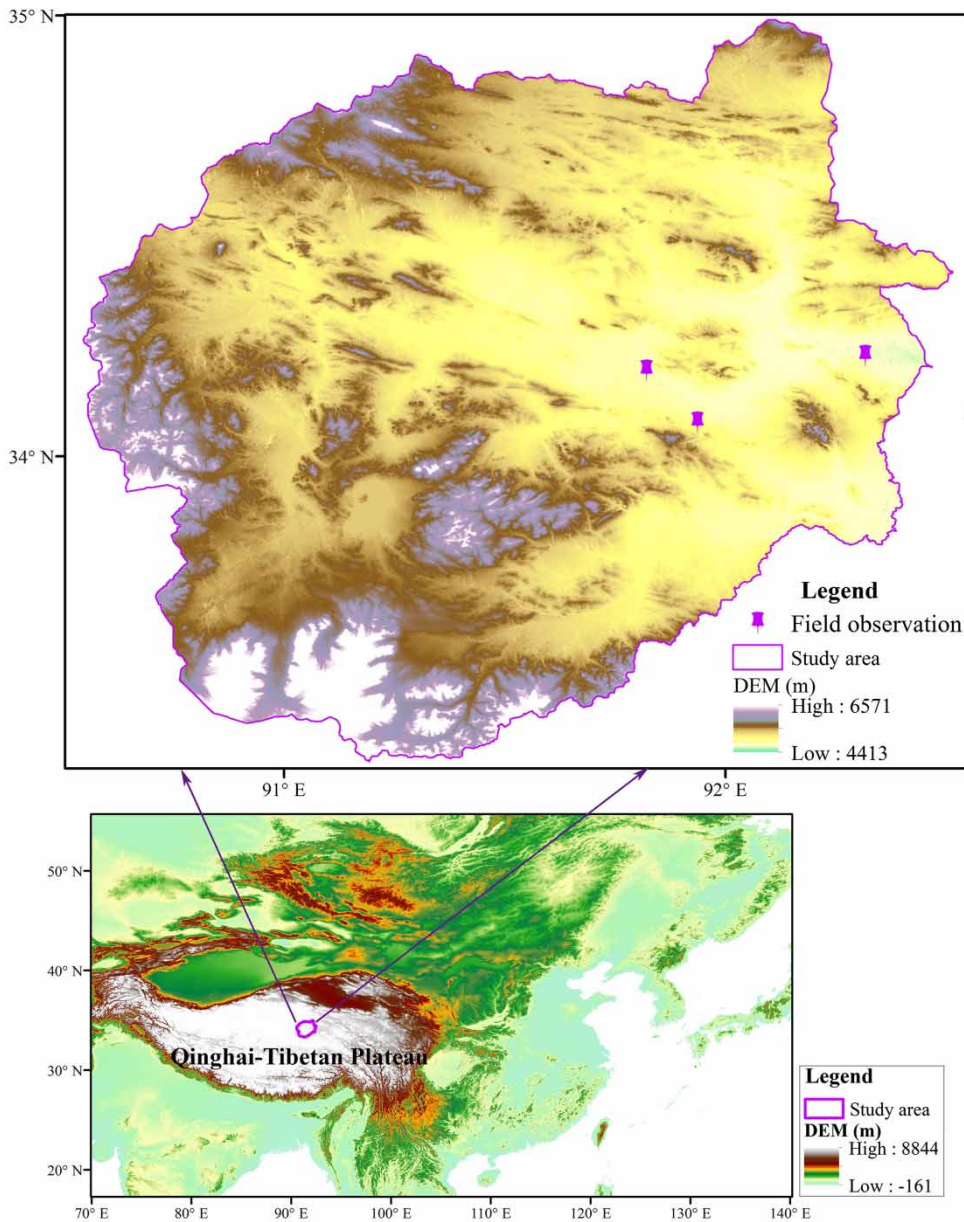 35° N
34° N
Legend
Field observation
Study area
DEM (m)
High : 6571
Low : 4413
91° E
92° E
50° N
40° N
30° N
20° N
Qinghai-Tibetan Plateau
Legend
Study area
DEM (m)
High : 8844
Low : -161
70° E
80° E
90° E
100° E
110° E
120° E
130° E
140° E